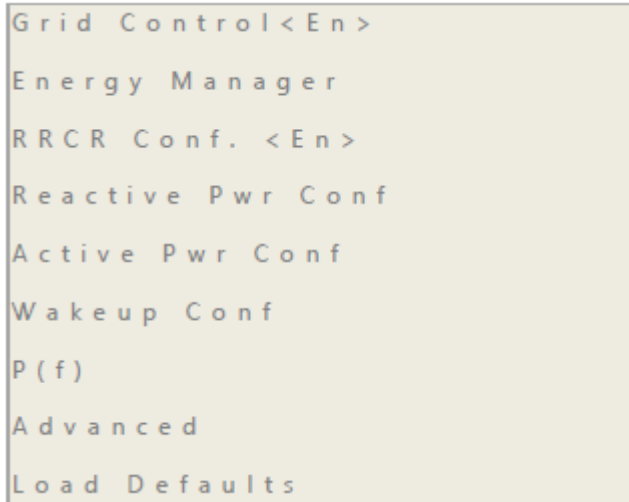 Grid Control<En>
Energy Manager
RRCR Conf. <En>
Reactive Pwr Conf
Active Pwr Conf
Wakeup Conf
P(f)
Advanced
Load Defaults